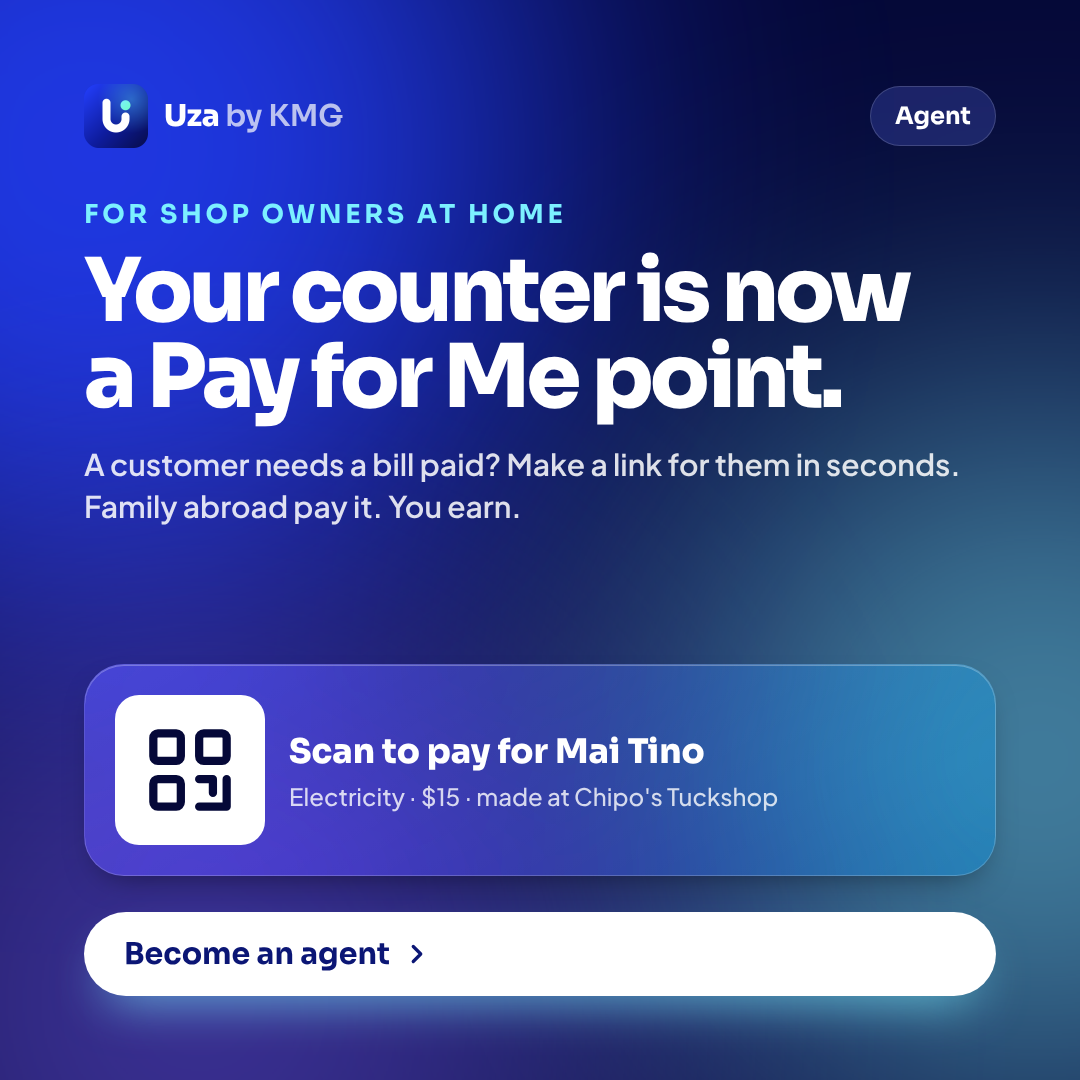 Uza by KMG
Agent
FOR SHOP OWNERS AT HOME
Your counter is now
a Pay for Me point.
A customer needs a bill paid? Make a link for them in seconds.
Family abroad pay it. You earn.
Scan to pay for Mai Tino
Electricity · $15 · made at Chipo's Tuckshop
Become an agent